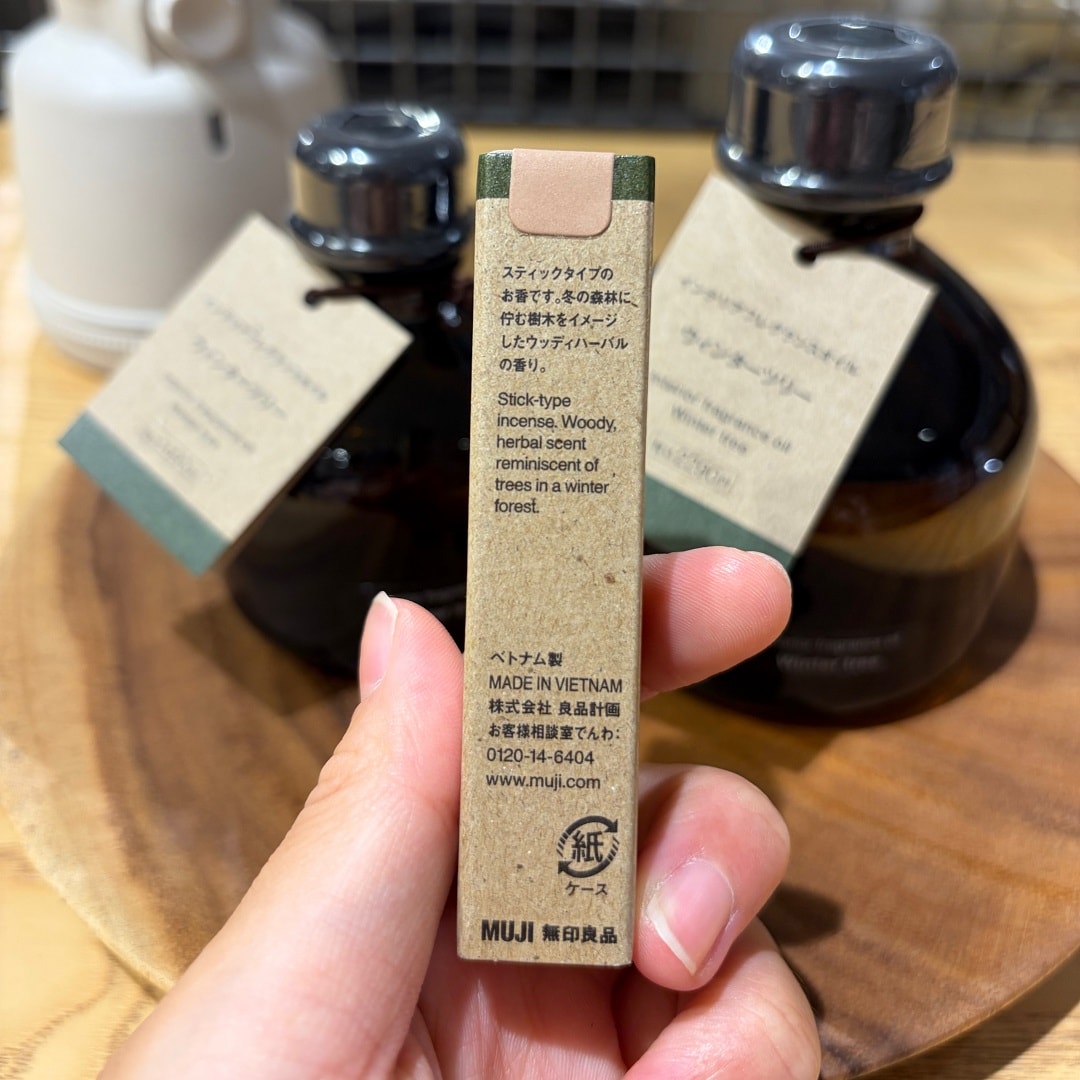 スティックタイプの
お香です。冬の森林に
佇む樹木をイメージ
したウッディハーバル
の香り。
Stick-type
incense. Woody,
herbal scent
reminiscent of
trees in a winter
forest.
ベトナム製
MADE IN VIETNAM
株式会社 良品計画
お客様相談室でんわ:
0120-14-6404
www.muji.com
紙
ケース
MUJI 無印良品
インテリアフレグランスオイル
ウィンターツリー
interior fragrance oil
Winter tree
Winter tree